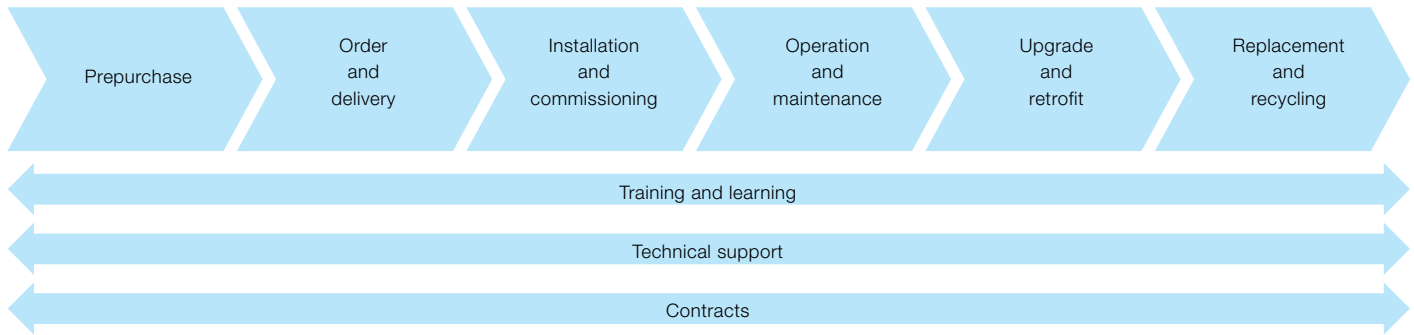 Prepurchase
Order
and
delivery
Installation
and
commissioning
Operation
and
maintenance
Upgrade
and
retrofit
Replacement
and
recycling
Training and learning
Technical support
Contracts